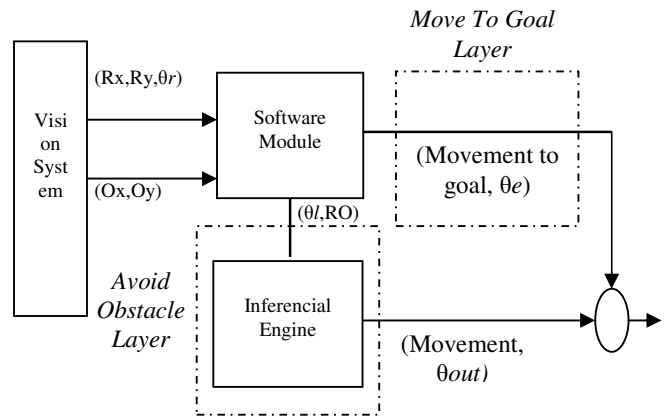 Move To Goal
Layer
(Rx,Ry,θr)
Visi
on
Syst
em
Software
Module
(Movement to
goal, θe)
(Ox,Oy)
(θl,RO)
Avoid
Obstacle
Layer
Inferencial
Engine
(Movement,
θout)